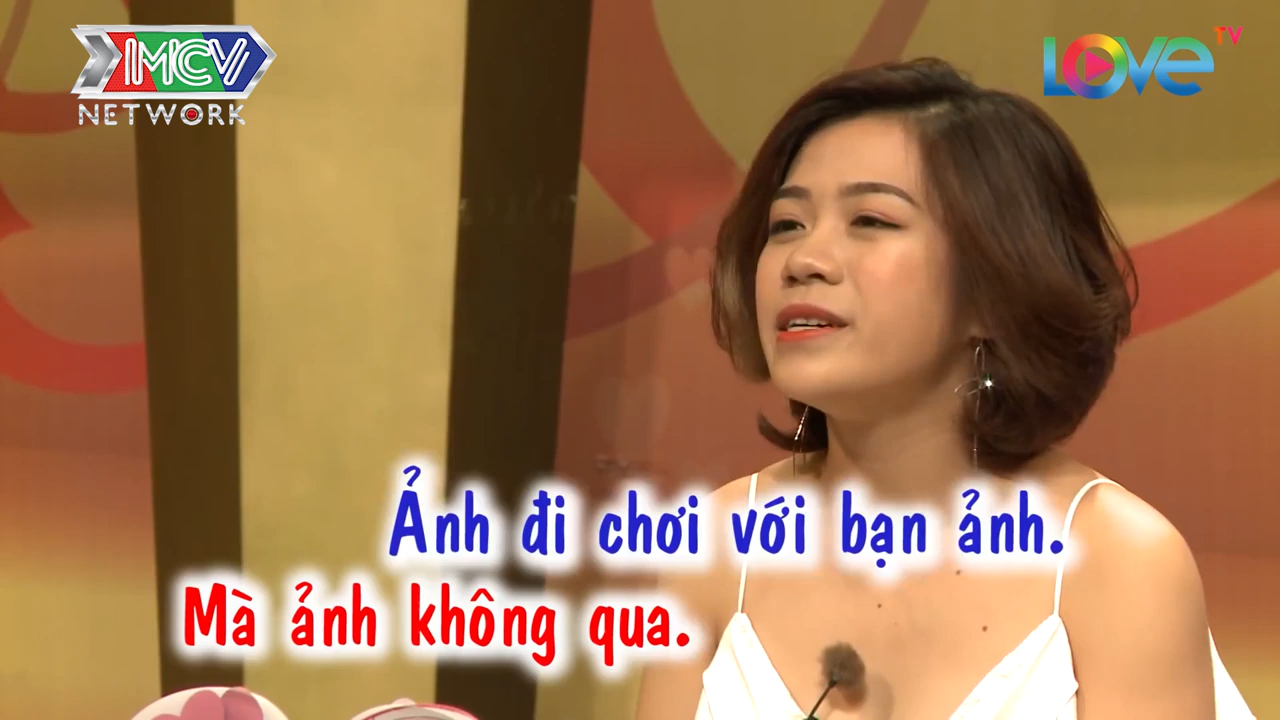 MCV
NETWORK
LOVE TV
Ảnh đi chơi với bạn ảnh.
Mà ảnh không qua.